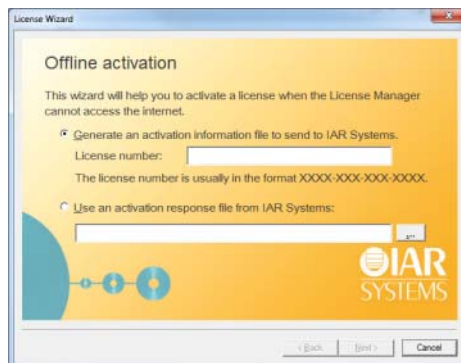 License Wizard
Offline activation
This wizard will help you to activate a license when the License Manager
cannot access the internet.
Generate an activation information file to send to IAR Systems.
License number:
The license number is usually in the format XXXX-XXX-XXX-XXXX.
Use an activation response file from IAR Systems:
...
IAR
SYSTEMS
< Back
Next >
Cancel